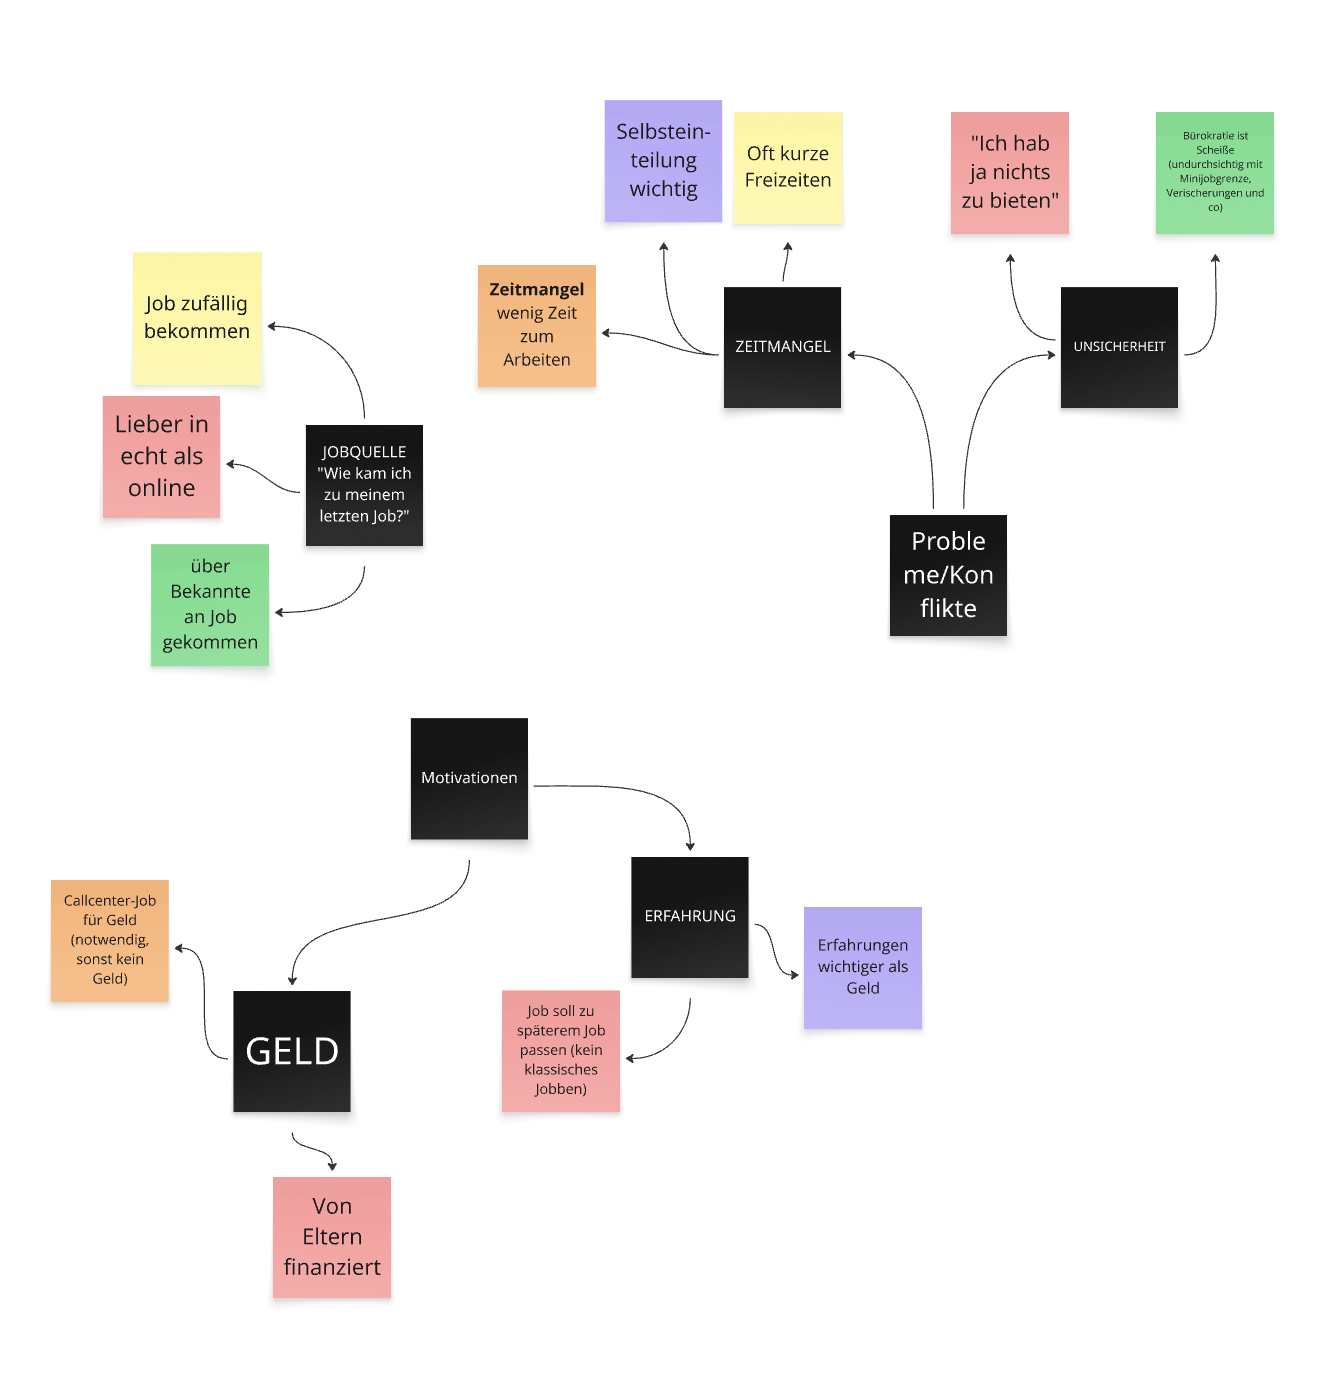 Selbstein-
teilung
wichtig
Oft kurze
Freizeiten
"Ich hab
ja nichts
zu bieten"
Bürokratie ist
Scheiße
(undurchsichtig mit
Minijobgrenze,
Verischerungen und
co)
Zeitmangel
wenig Zeit
zum
Arbeiten
ZEITMANGEL
UNSICHERHEIT
Job zufällig
bekommen
Lieber in
echt als
online
JOBQUELLE
"Wie kam ich
zu meinem
letzten Job?"
über
Bekannte
an Job
gekommen
Proble
me/Kon
flikte
Motivationen
Callcenter-Job
für Geld
(notwendig,
sonst kein
Geld)
ERFAHRUNG
Erfahrungen
wichtiger als
Geld
GELD
Job soll zu
späterem Job
passen (kein
klassisches
Jobben)
Von
Eltern
finanziert